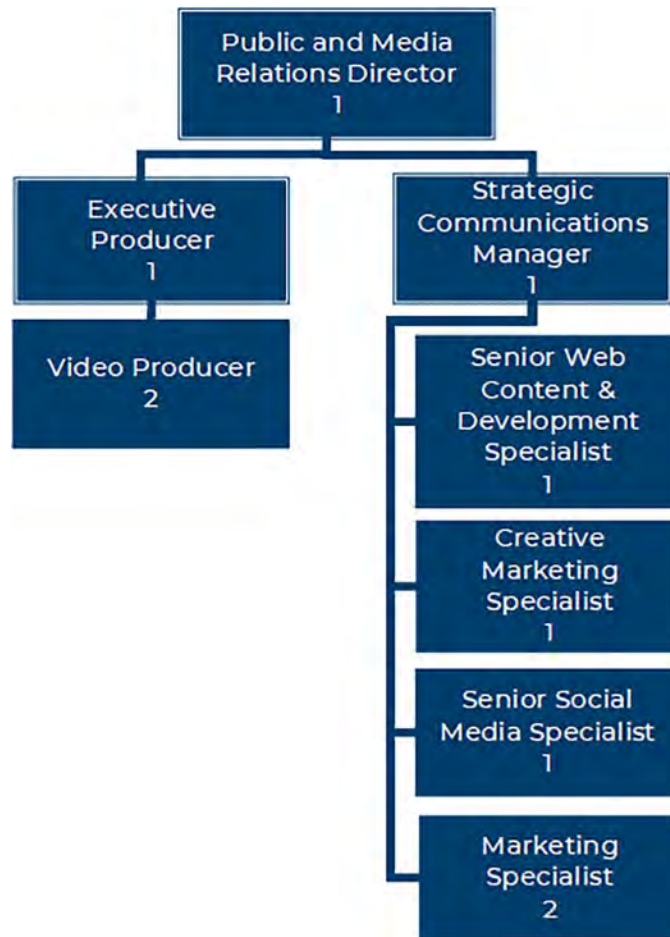 Public and Media
Relations Director
1
Executive
Producer
1
Video Producer
2
Strategic
Communications
Manager
1
Senior Web
Content &
Development
Specialist
1
Creative
Marketing
Specialist
1
Senior Social
Media Specialist
1
Marketing
Specialist
2